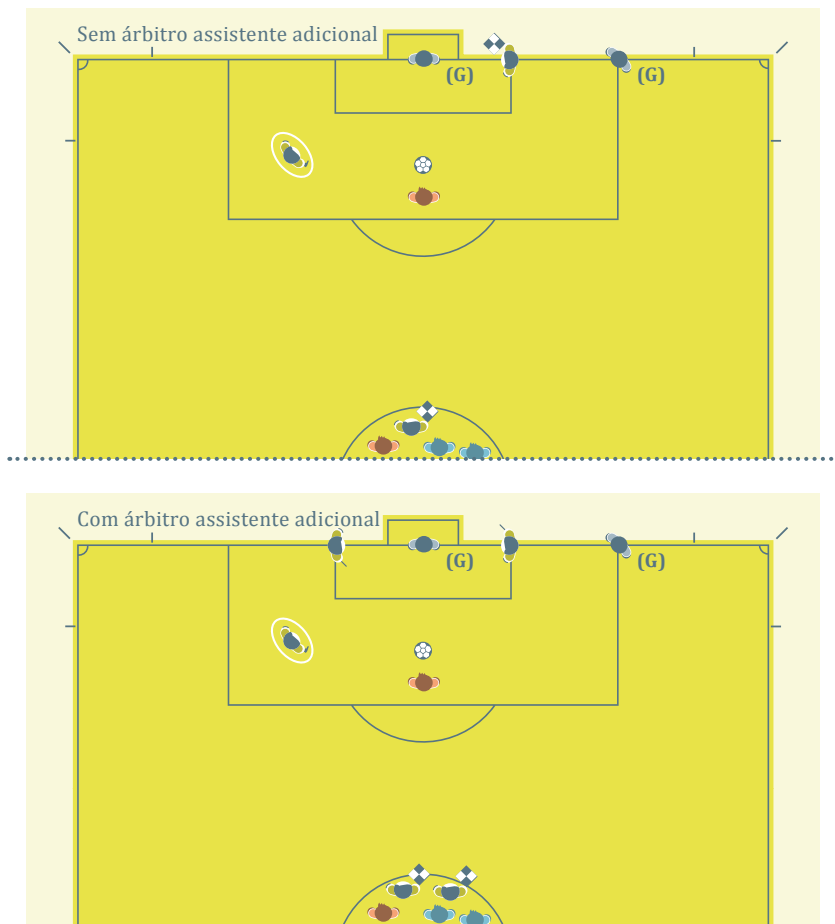 Sem árbitro assistente adicional
(G)
(G)
Com árbitro assistente adicional
(G)
(G)